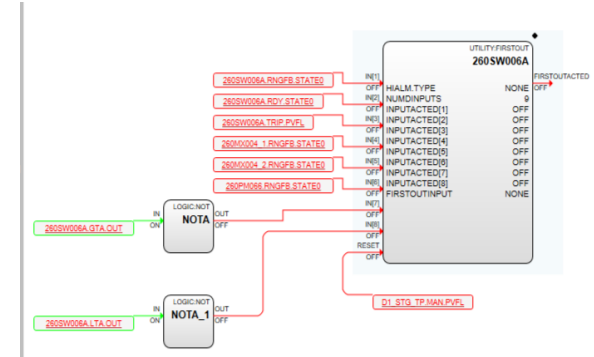 UTILITY:FIRSTOUT
260SW006A
FIRSTOUTACTED
260SW006A.RNGFB.STATE0
IN[1]
OFF
HIALM.TYPE
NONE
OFF
260SW006A.RDY.STATE0
IN[2]
OFF
NUMDINPUTS
9
INPUTACTED[1]
OFF
260SW006A.TRIP.PVFL
IN[3]
OFF
INPUTACTED[2]
OFF
INPUTACTED[3]
OFF
260MX004_1.RNGFB.STATE0
IN[4]
OFF
INPUTACTED[4]
OFF
INPUTACTED[5]
OFF
260MX004_2.RNGFB.STATE0
IN[5]
OFF
INPUTACTED[6]
OFF
INPUTACTED[7]
OFF
260PM066.RNGFB.STATE0
IN[6]
OFF
INPUTACTED[8]
OFF
FIRSTOUTINPUT
NONE
IN[7]
OFF
IN[8]
OFF
RESET
OFF
LOGIC:NOT
NOTA
IN
ON
OUT
OFF
260SW006A.GTA.OUT
D1_STG_TP.MAN.PVFL
LOGIC:NOT
NOTA_1
IN
ON
OUT
OFF
260SW006A.LTA.OUT